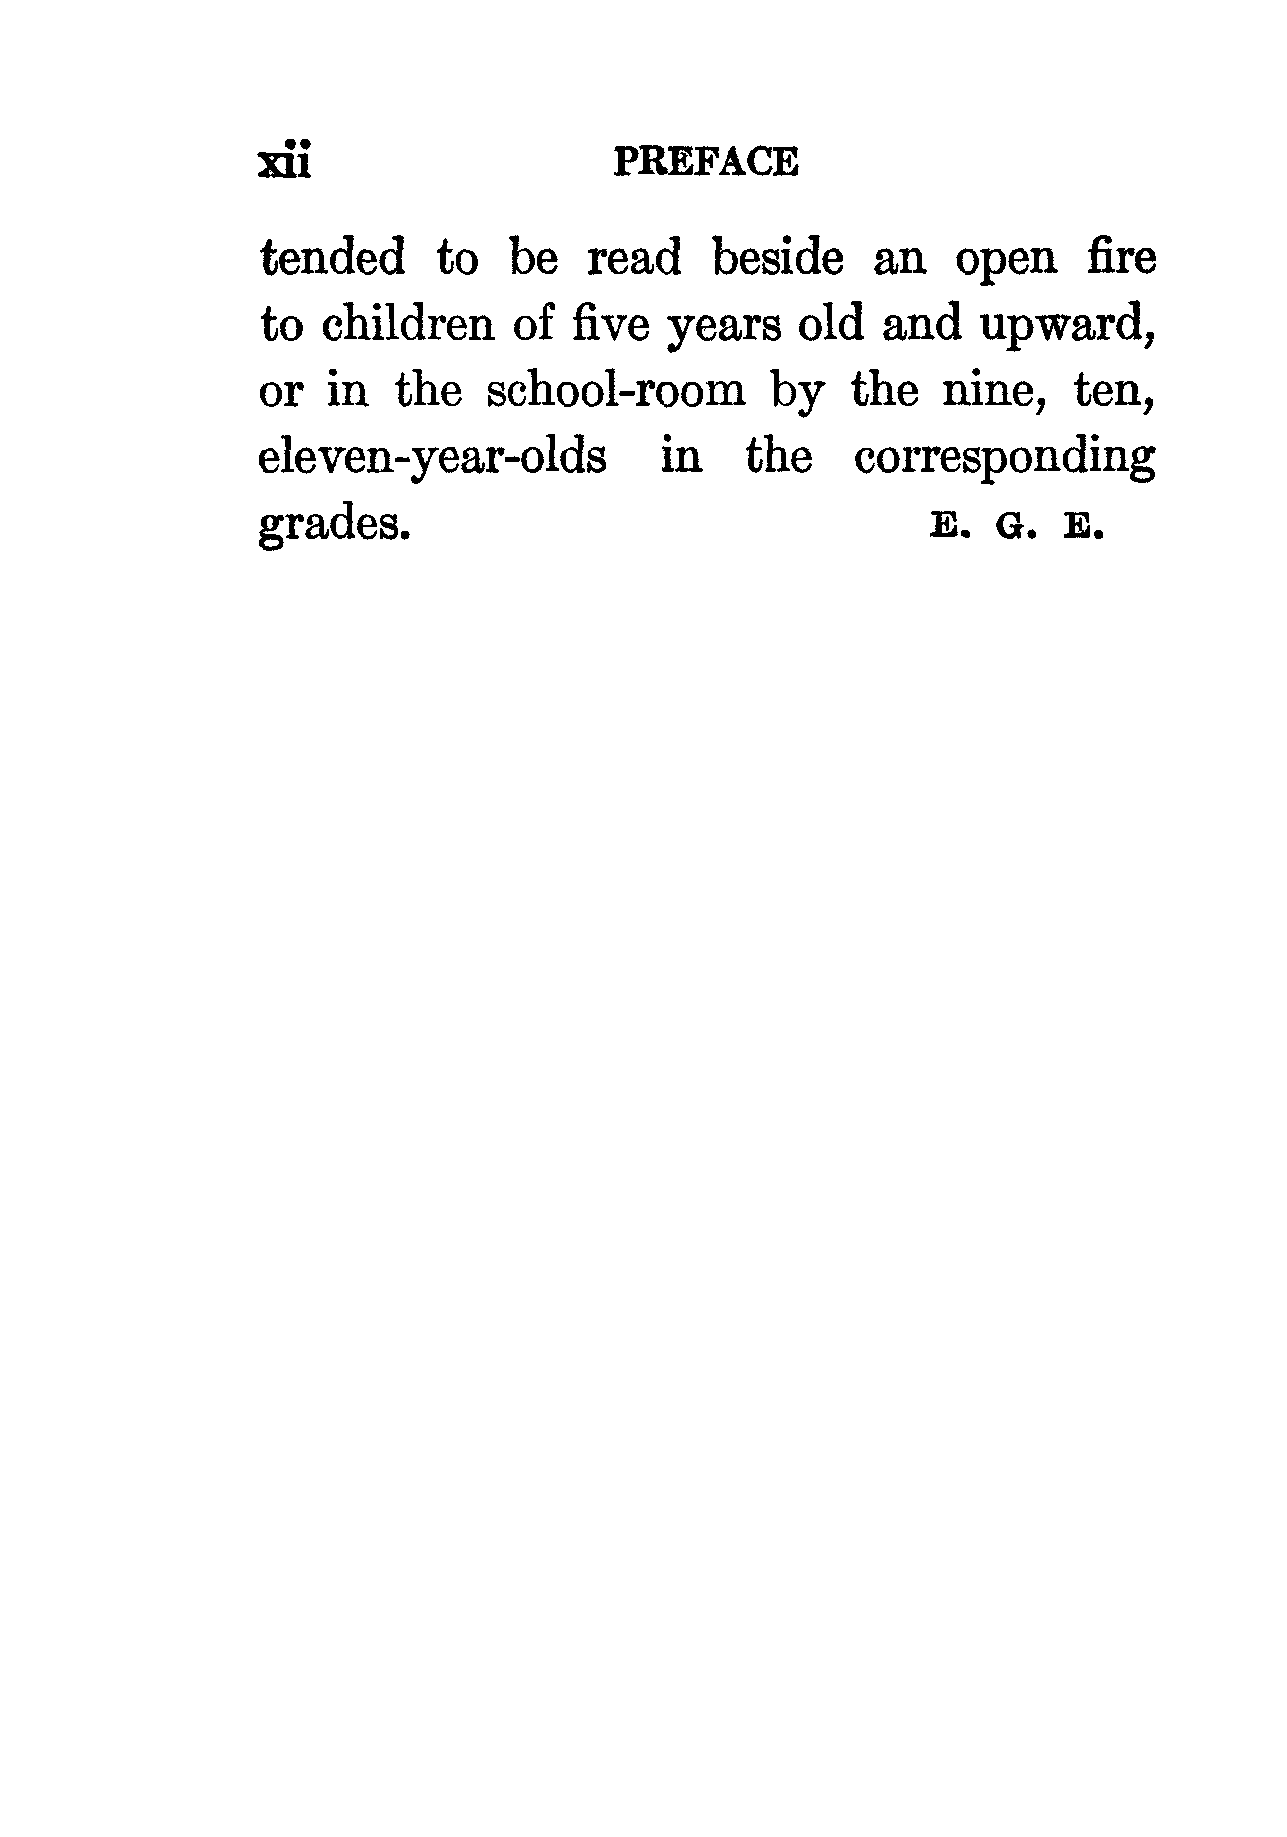 xii PREFACE
tended to be read beside an open fire
to children of five years old and upward,
or in the school-room by the nine, ten,
eleven-year-olds in the corresponding
grades. E. G. E.